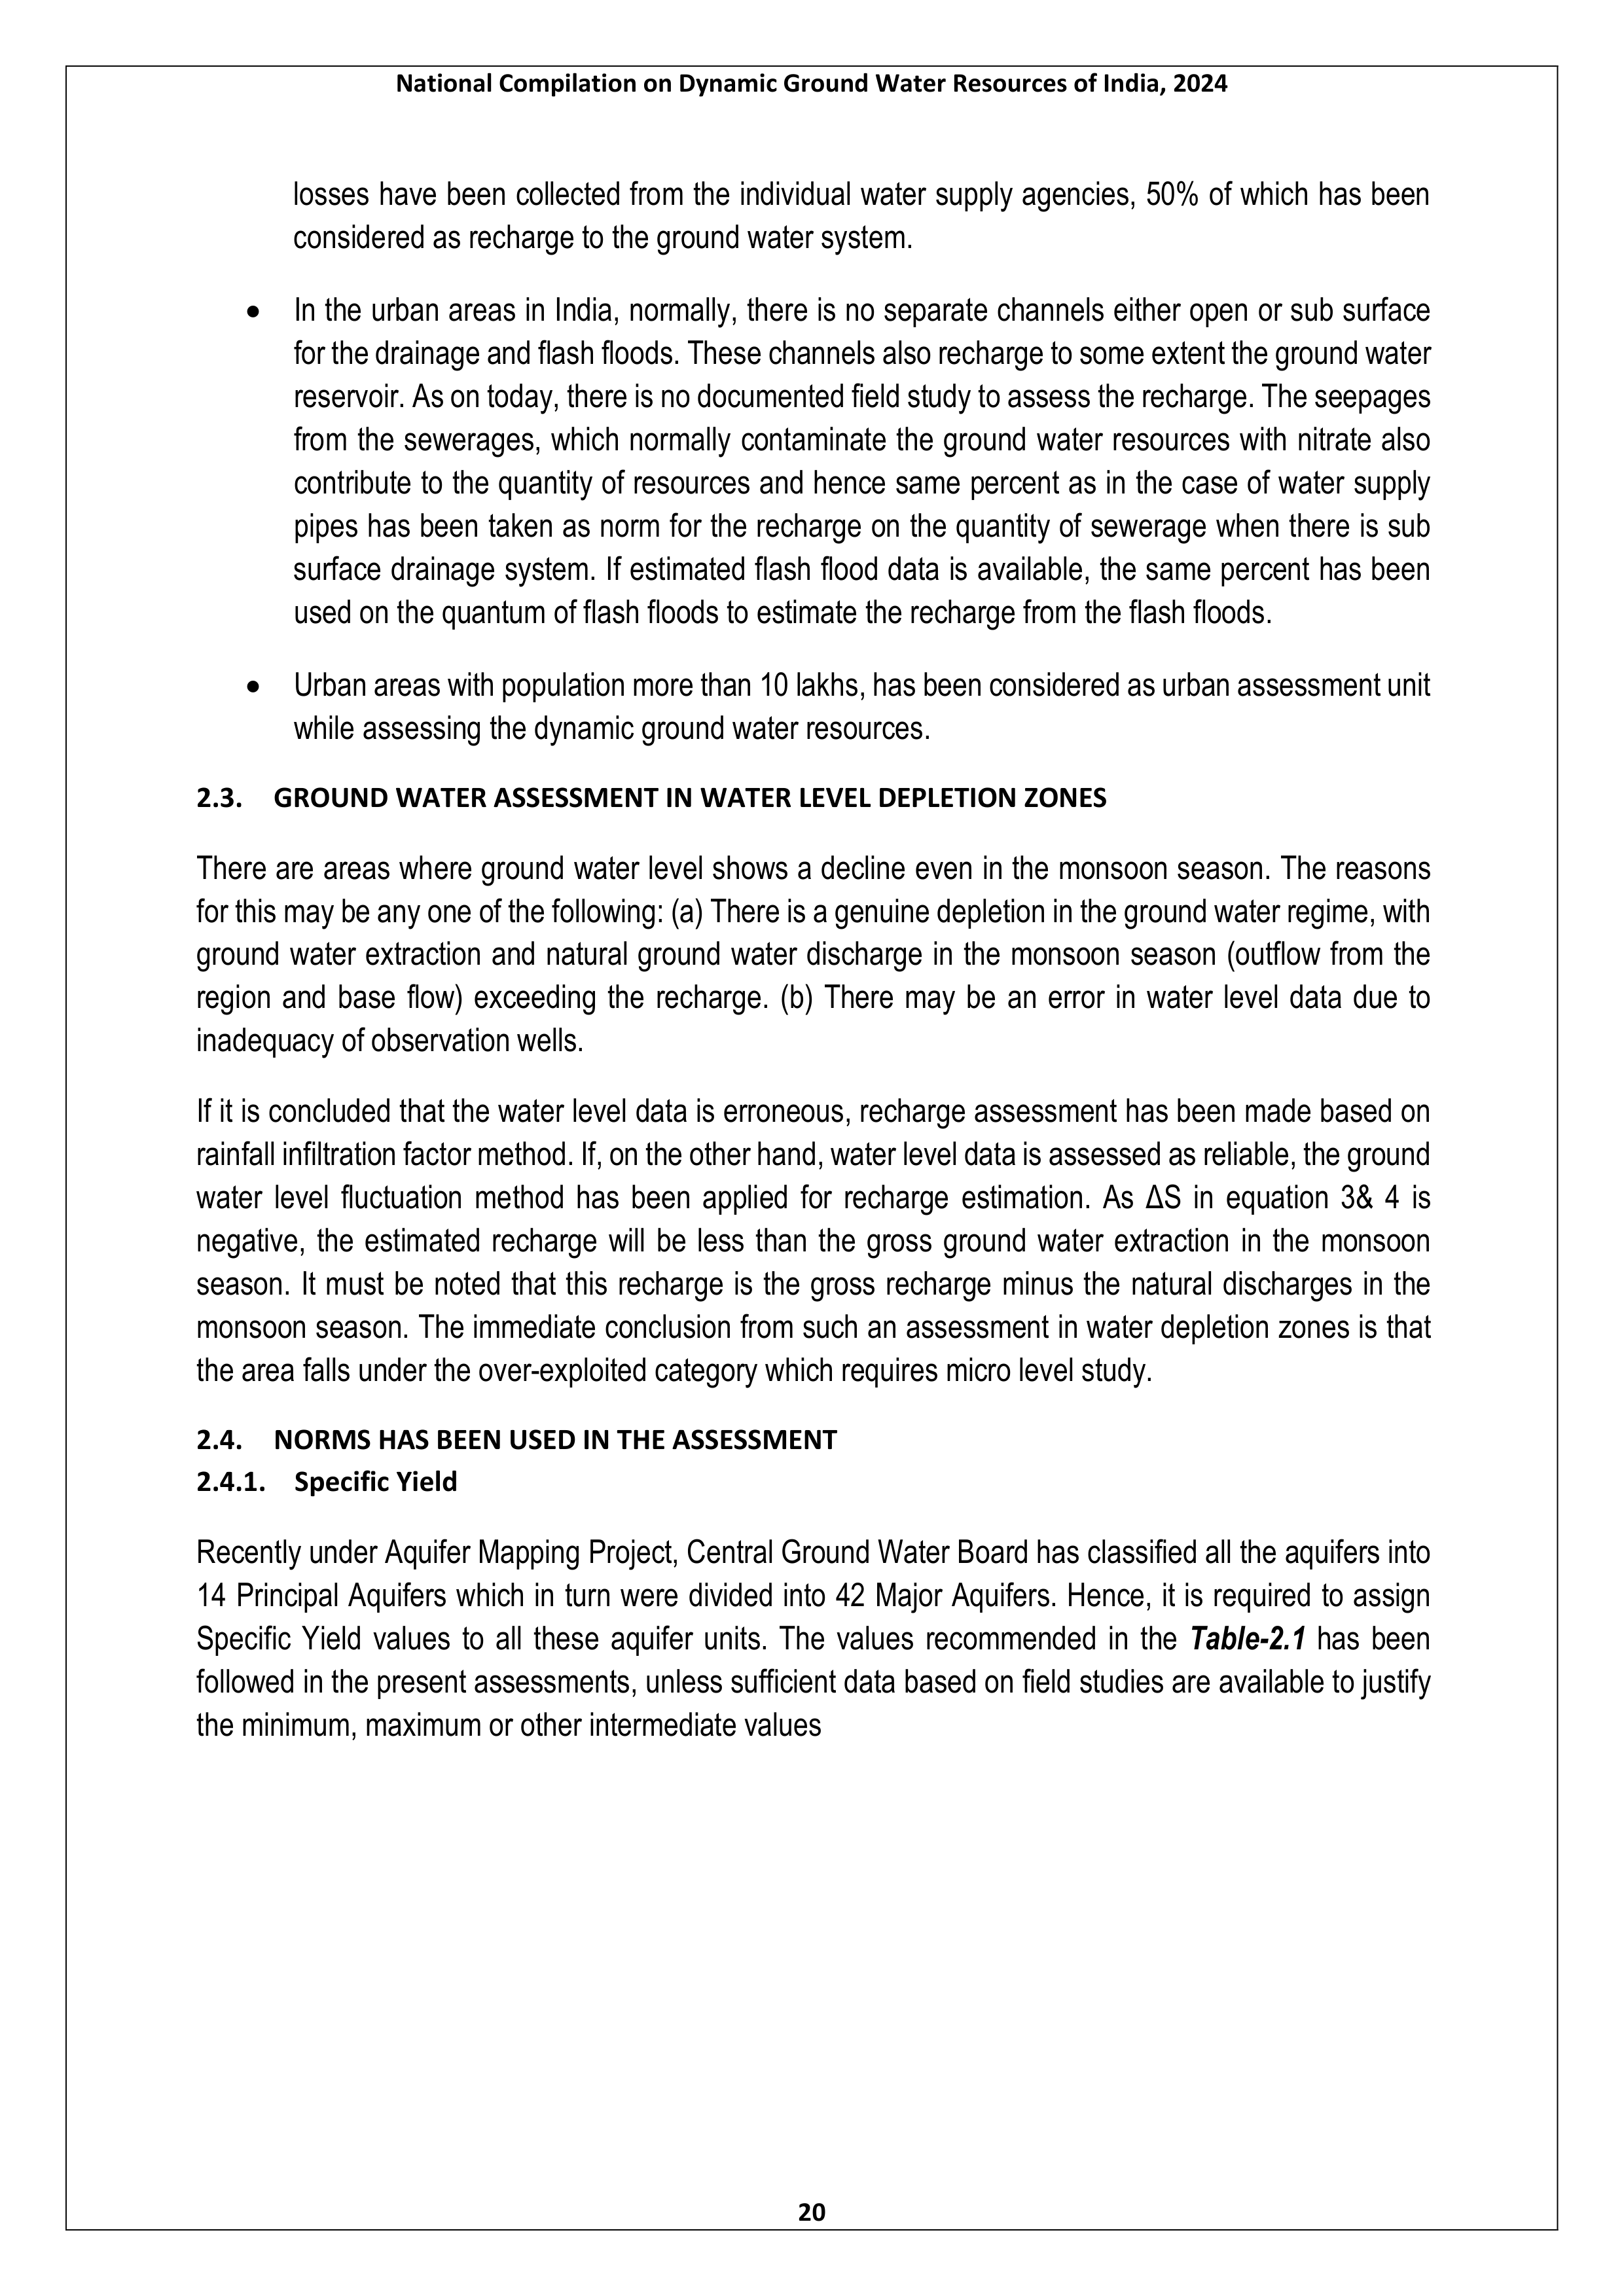 National Compilation on Dynamic Ground Water Resources of India, 2024
losses have been collected from the individual water supply agencies, 50% of which has been
considered as recharge to the ground water system.
• In the urban areas in India, normally, there is no separate channels either open or sub surface
for the drainage and flash floods. These channels also recharge to some extent the ground water
reservoir. As on today, there is no documented field study to assess the recharge. The seepages
from the sewerages, which normally contaminate the ground water resources with nitrate also
contribute to the quantity of resources and hence same percent as in the case of water supply
pipes has been taken as norm for the recharge on the quantity of sewerage when there is sub
surface drainage system. If estimated flash flood data is available, the same percent has been
used on the quantum of flash floods to estimate the recharge from the flash floods.
• Urban areas with population more than 10 lakhs, has been considered as urban assessment unit
while assessing the dynamic ground water resources.
2.3. GROUND WATER ASSESSMENT IN WATER LEVEL DEPLETION ZONES
There are areas where ground water level shows a decline even in the monsoon season. The reasons
for this may be any one of the following: (a) There is a genuine depletion in the ground water regime, with
ground water extraction and natural ground water discharge in the monsoon season (outflow from the
region and base flow) exceeding the recharge. (b) There may be an error in water level data due to
inadequacy of observation wells.
If it is concluded that the water level data is erroneous, recharge assessment has been made based on
rainfall infiltration factor method. If, on the other hand, water level data is assessed as reliable, the ground
water level fluctuation method has been applied for recharge estimation. As ΔS in equation 3& 4 is
negative, the estimated recharge will be less than the gross ground water extraction in the monsoon
season. It must be noted that this recharge is the gross recharge minus the natural discharges in the
monsoon season. The immediate conclusion from such an assessment in water depletion zones is that
the area falls under the over-exploited category which requires micro level study.
2.4. NORMS HAS BEEN USED IN THE ASSESSMENT
2.4.1. Specific Yield
Recently under Aquifer Mapping Project, Central Ground Water Board has classified all the aquifers into
14 Principal Aquifers which in turn were divided into 42 Major Aquifers. Hence, it is required to assign
Specific Yield values to all these aquifer units. The values recommended in the Table-2.1 has been
followed in the present assessments, unless sufficient data based on field studies are available to justify
the minimum, maximum or other intermediate values
20